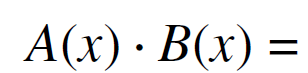 A(x) · B(x) =